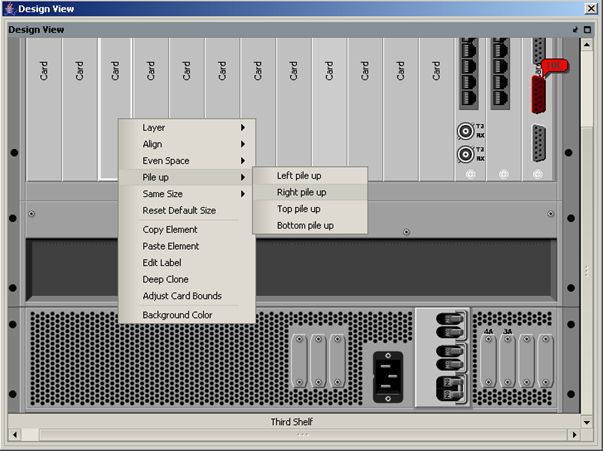 Design View
Design View
Card
Card
Card
Card
Card
Card
Card
Card
Card
Card
Card
T3
RX
T3
RX
Layer
Align
Even Space
Pile up
Same Size
Reset Default Size
Copy Element
Paste Element
Edit Label
Deep Clone
Adjust Card Bounds
Background Color
Left pile up
Right pile up
Top pile up
Bottom pile up
4A
3A
Third Shelf